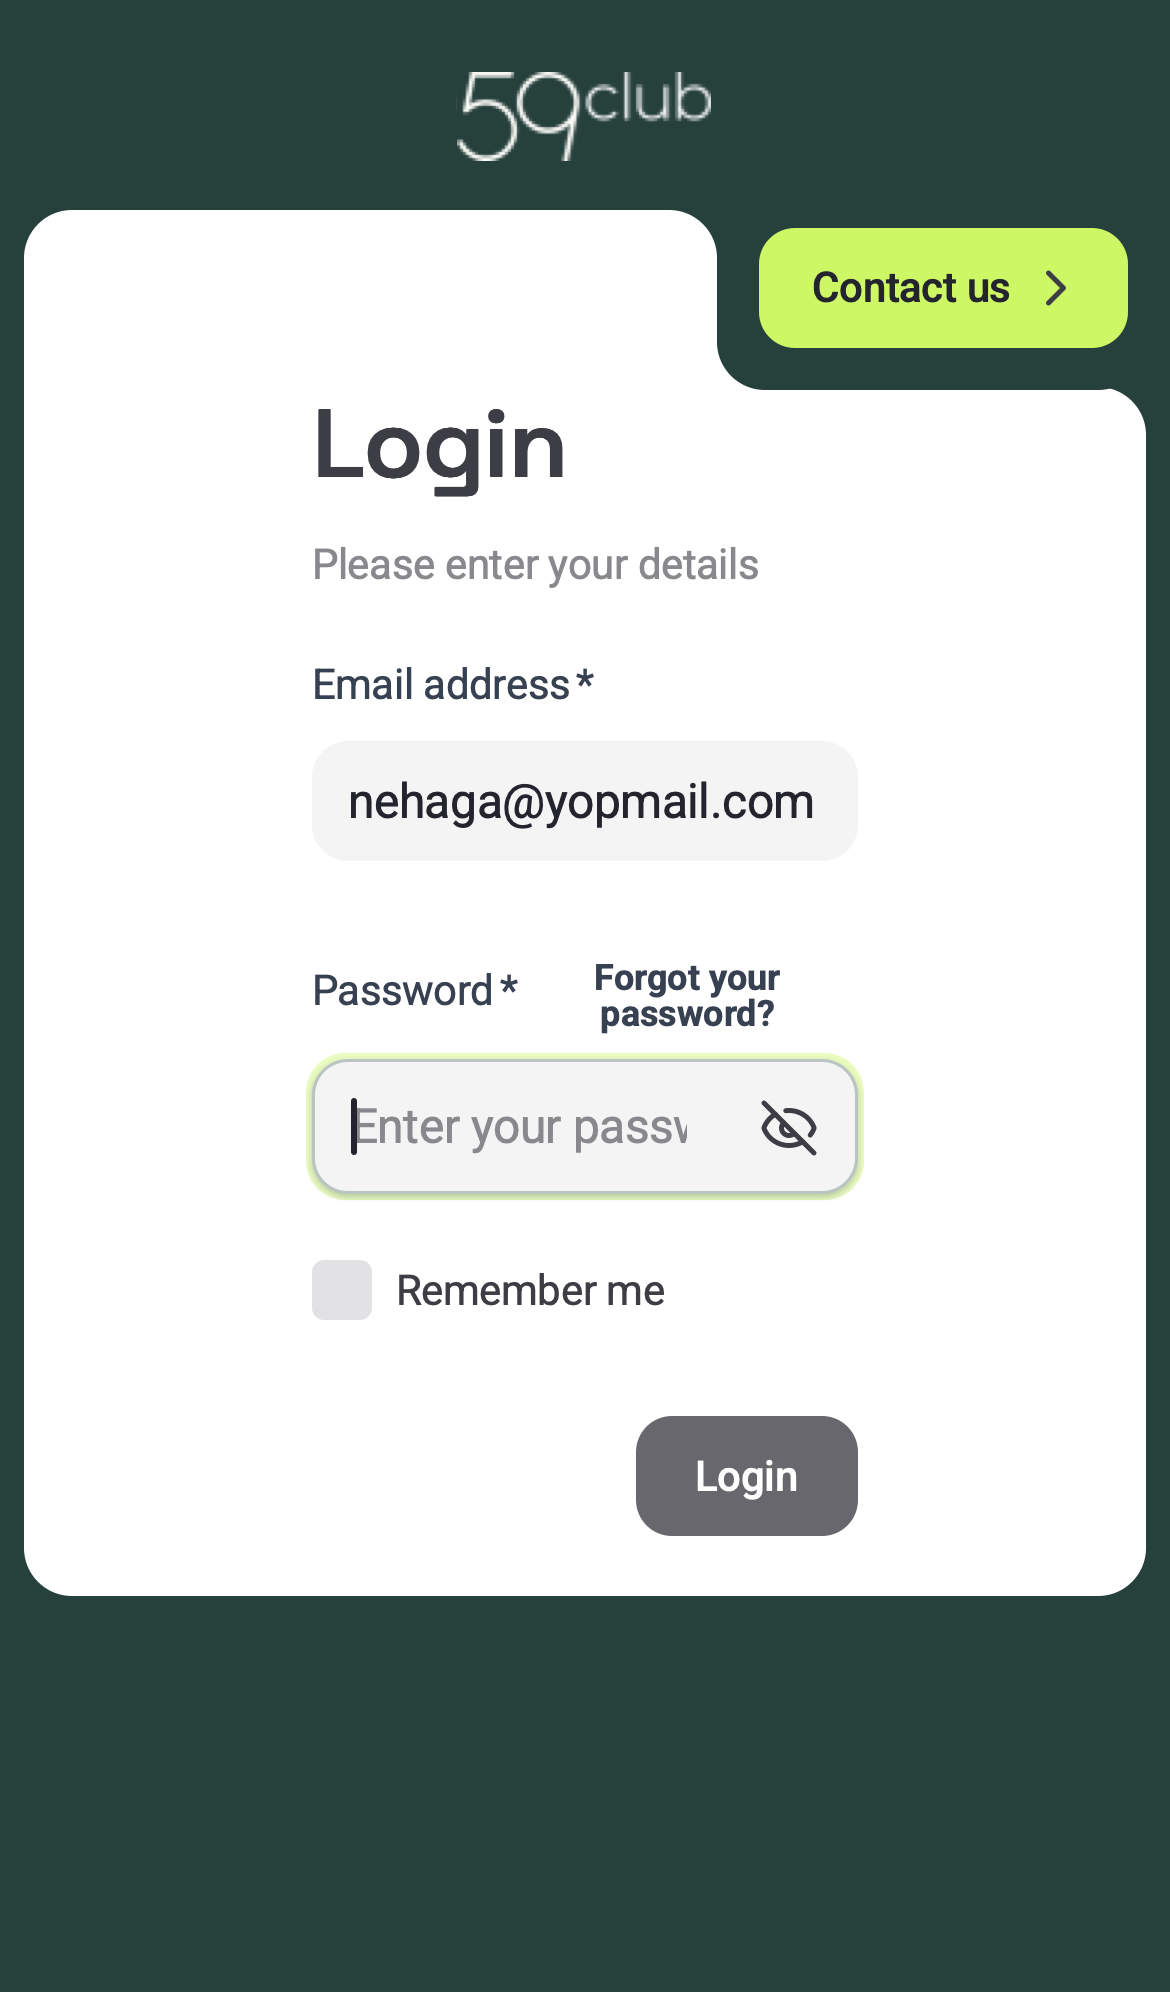 59club
Contact us
Login
Please enter your details
Email address *
nehaga@yopmail.com
Password *
Forgot your
password?
Enter your passw
Remember me
Login